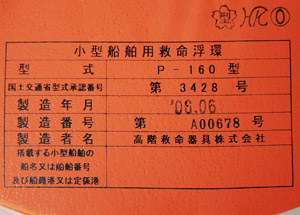 小型船舶用救命浮環
型式 P-160型
国土交通省型式承認番号 第 3428 号
製造年月 '06.06
製造番号 第 A00678 号
製造者名 高階救命器具株式会社
搭載する小型船舶の
船名又は船舶番号
及び船籍港又は定係港